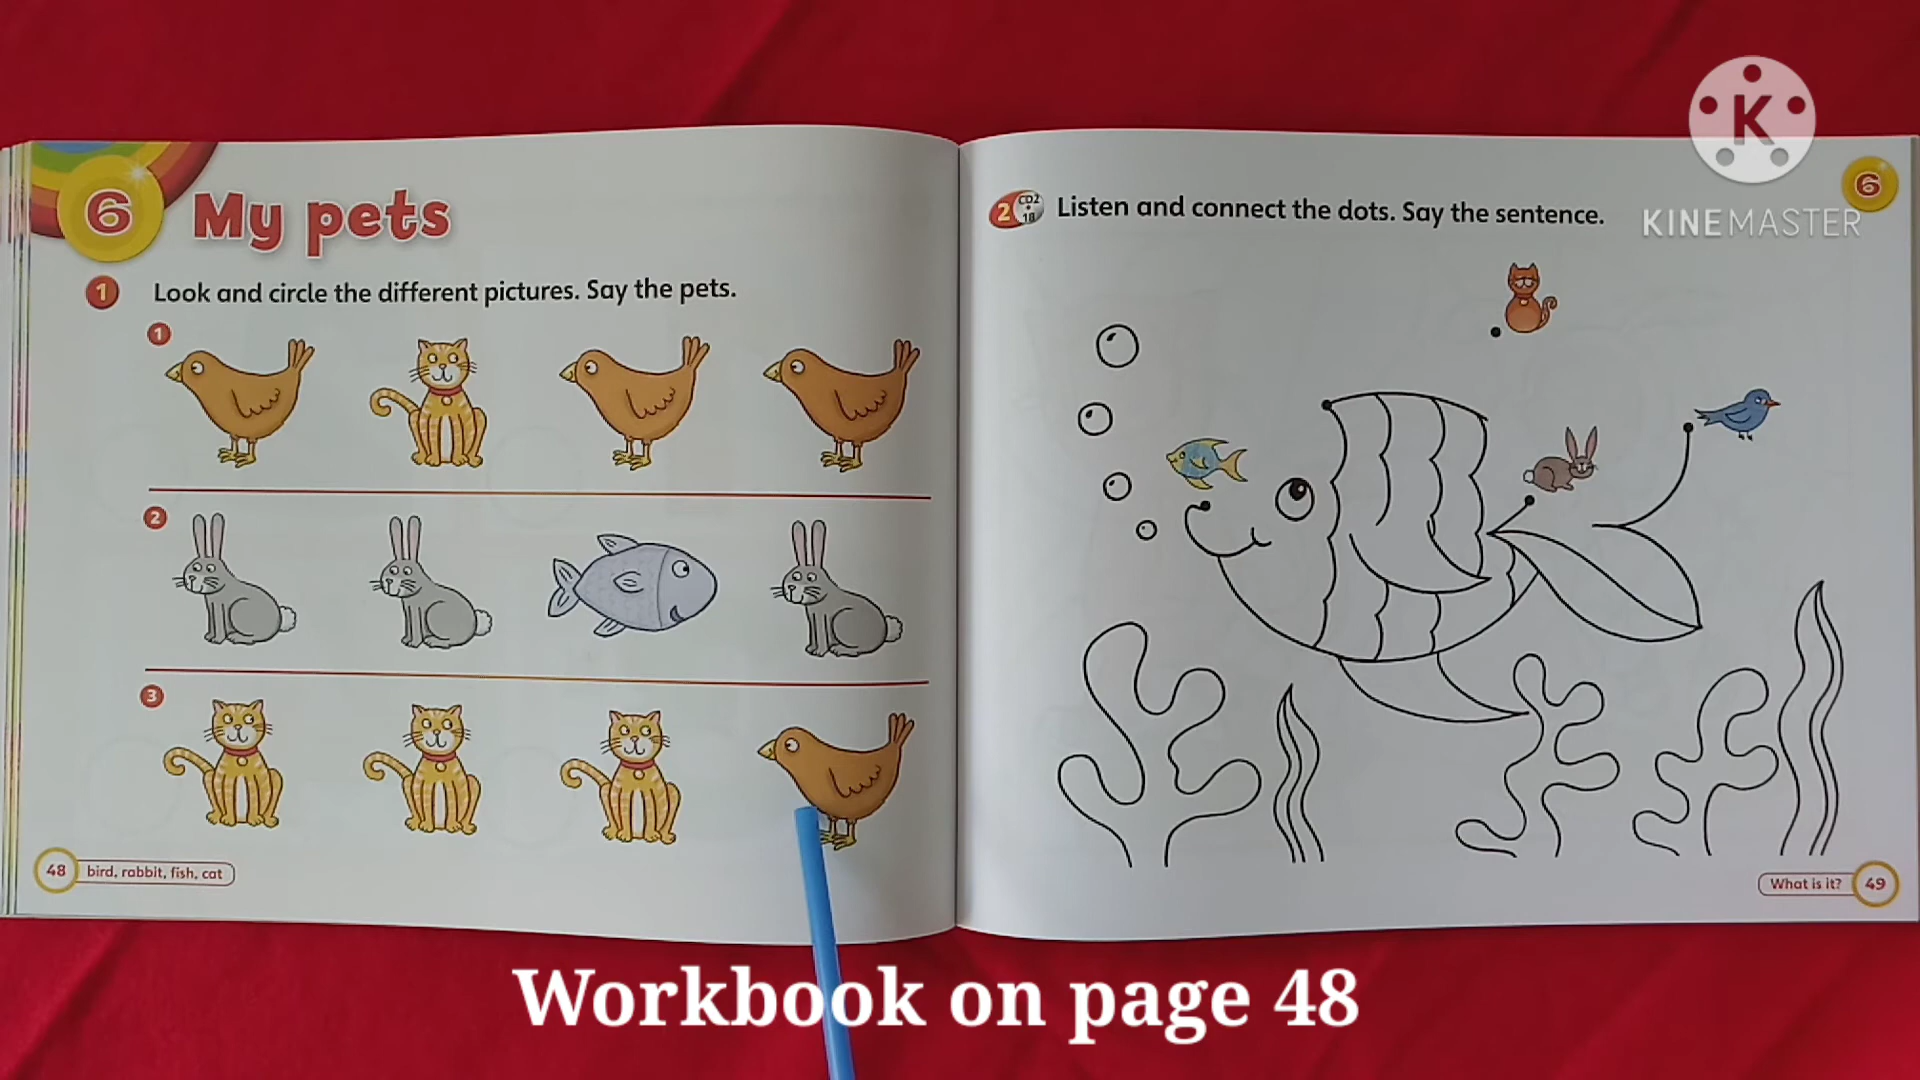 6 My pets
1 Look and circle the different pictures. Say the pets.
1
2
3
48 bird, rabbit, fish, cat
2 CD2 18 Listen and connect the dots. Say the sentence.
6
K
KINEMASTER
What is it? 49
Workbook on page 48